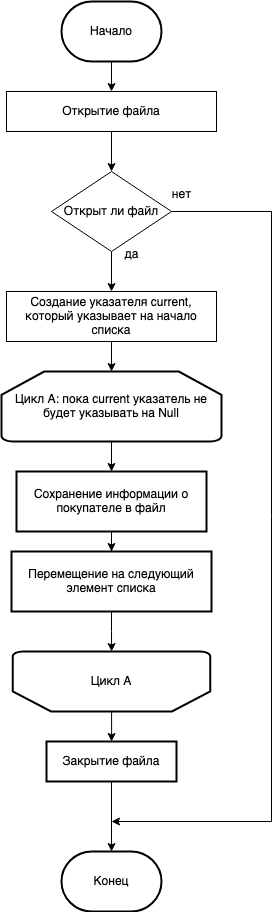 Начало
Открытие файла
нет
Открыт ли файл
да
Создание указателя current,
который указывает на начало
списка
Цикл А: пока current указатель не
будет указывать на Null
Сохранение информации о
покупателе в файл
Перемещение на следующий
элемент списка
Цикл А
Закрытие файла
Конец